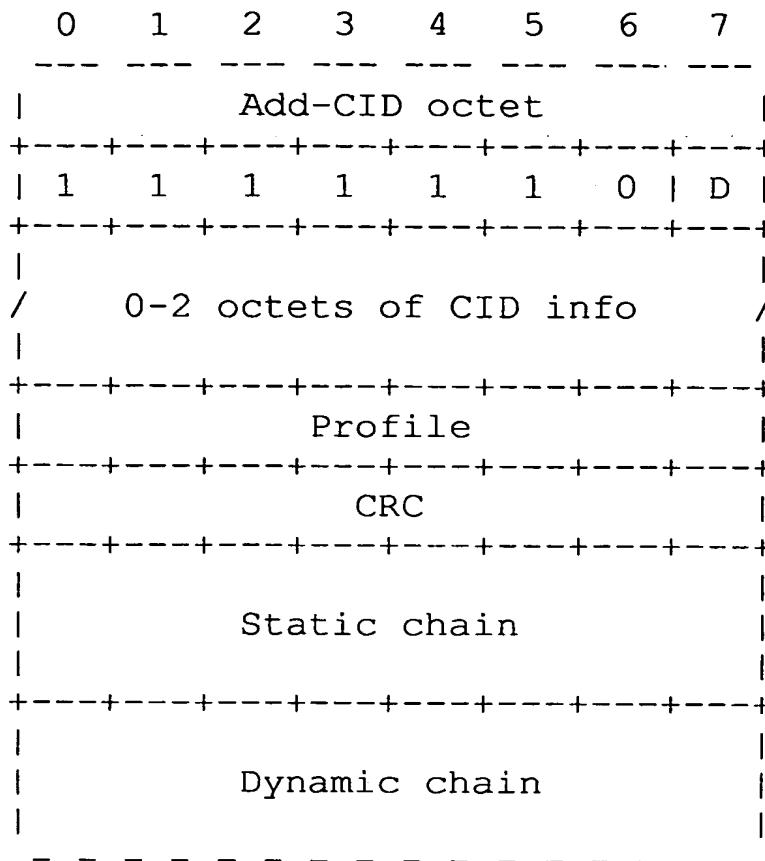 0 1 2 3 4 5 6 7
--- --- --- --- --- --- --- ---
| Add-CID octet |
+---+---+---+---+---+---+---+---+
| 1 1 1 1 1 1 0 | D |
+---+---+---+---+---+---+---+---+
| |
/ 0-2 octets of CID info /
| |
+---+---+---+---+---+---+---+---+
| Profile |
+---+---+---+---+---+---+---+---+
| CRC |
+---+---+---+---+---+---+---+---+
| |
| Static chain |
| |
+---+---+---+---+---+---+---+---+
| |
| Dynamic chain |
| |
- - - - - - - - - - - - - - - -